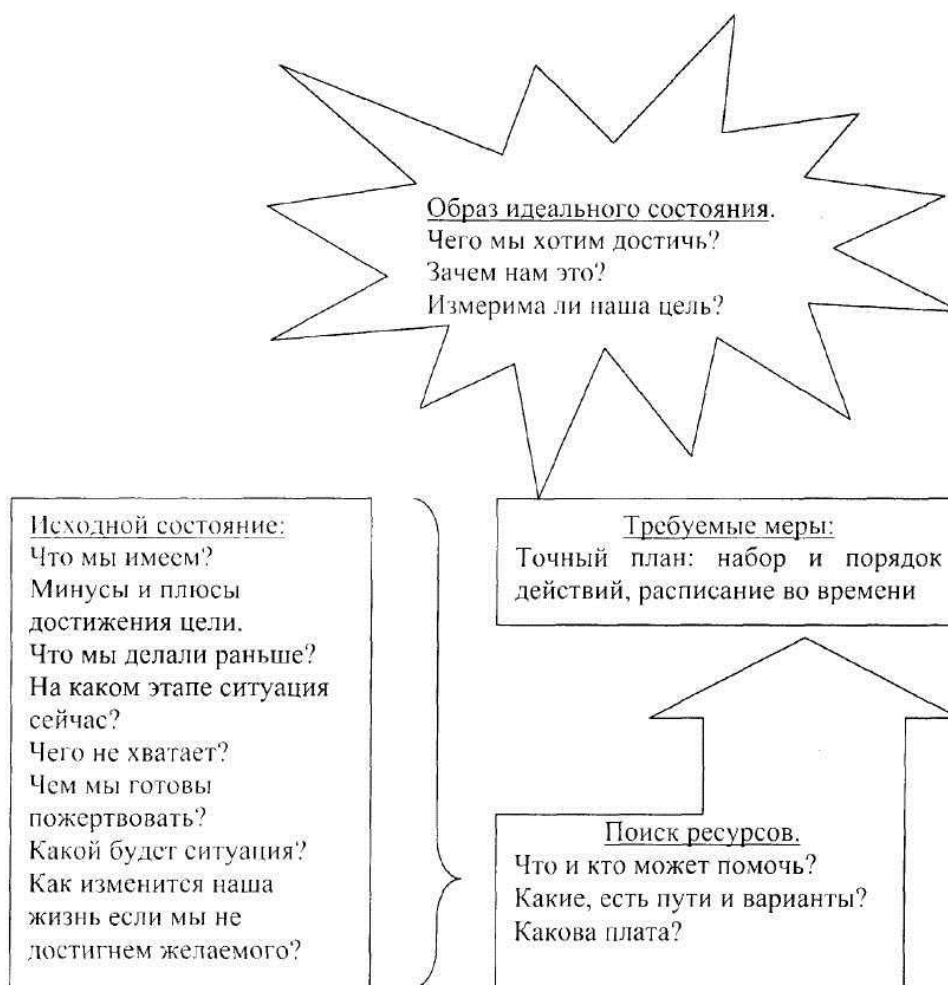 Образ идеального состояния.
Чего мы хотим достичь?
Зачем нам это?
Измерима ли наша цель?
Исходной состояние:
Что мы имеем?
Минусы и плюсы
достижения цели.
Что мы делали раньше?
На каком этапе ситуация
сейчас?
Чего не хватает?
Чем мы готовы
пожертвовать?
Какой будет ситуация?
Как изменится наша
жизнь если мы не
достигнем желаемого?
Требуемые меры:
Точный план: набор и порядок
действий, расписание во времени
Поиск ресурсов.
Что и кто может помочь?
Какие, есть пути и варианты?
Какова плата?